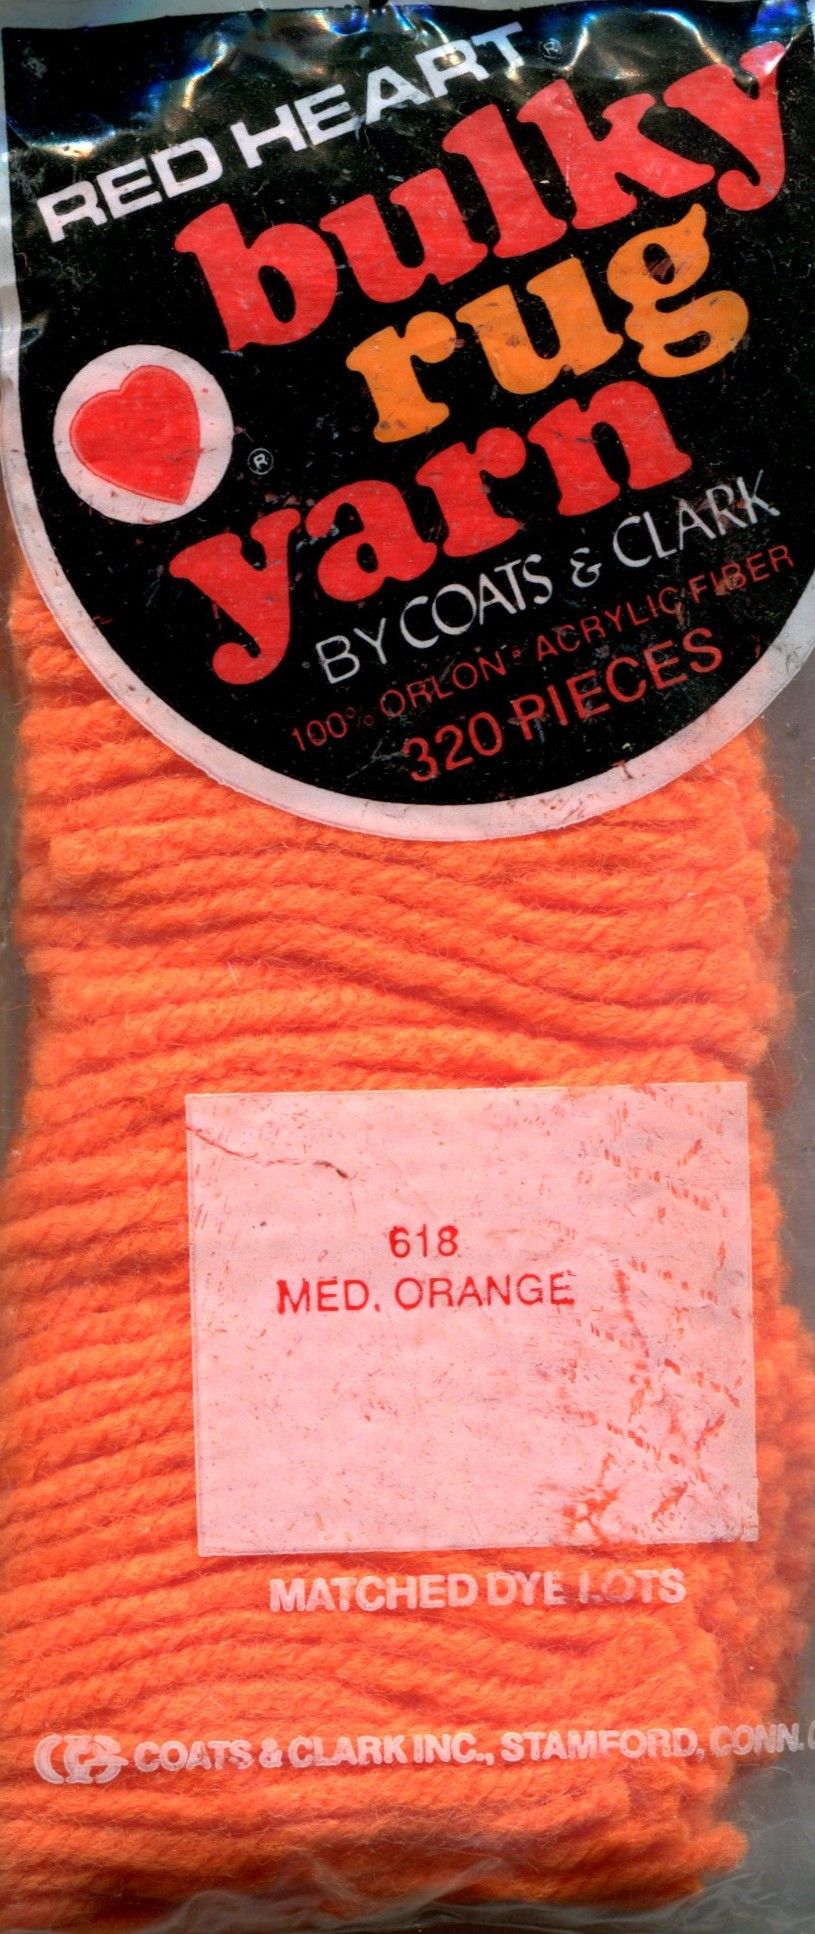 RED HEART ®
bulky
rug
yarn
®
BY COATS & CLARK
100% ORLON® ACRYLIC FIBER
320 PIECES
618
MED. ORANGE
MATCHED DYE LOTS
COATS & CLARK INC., STAMFORD, CONN.